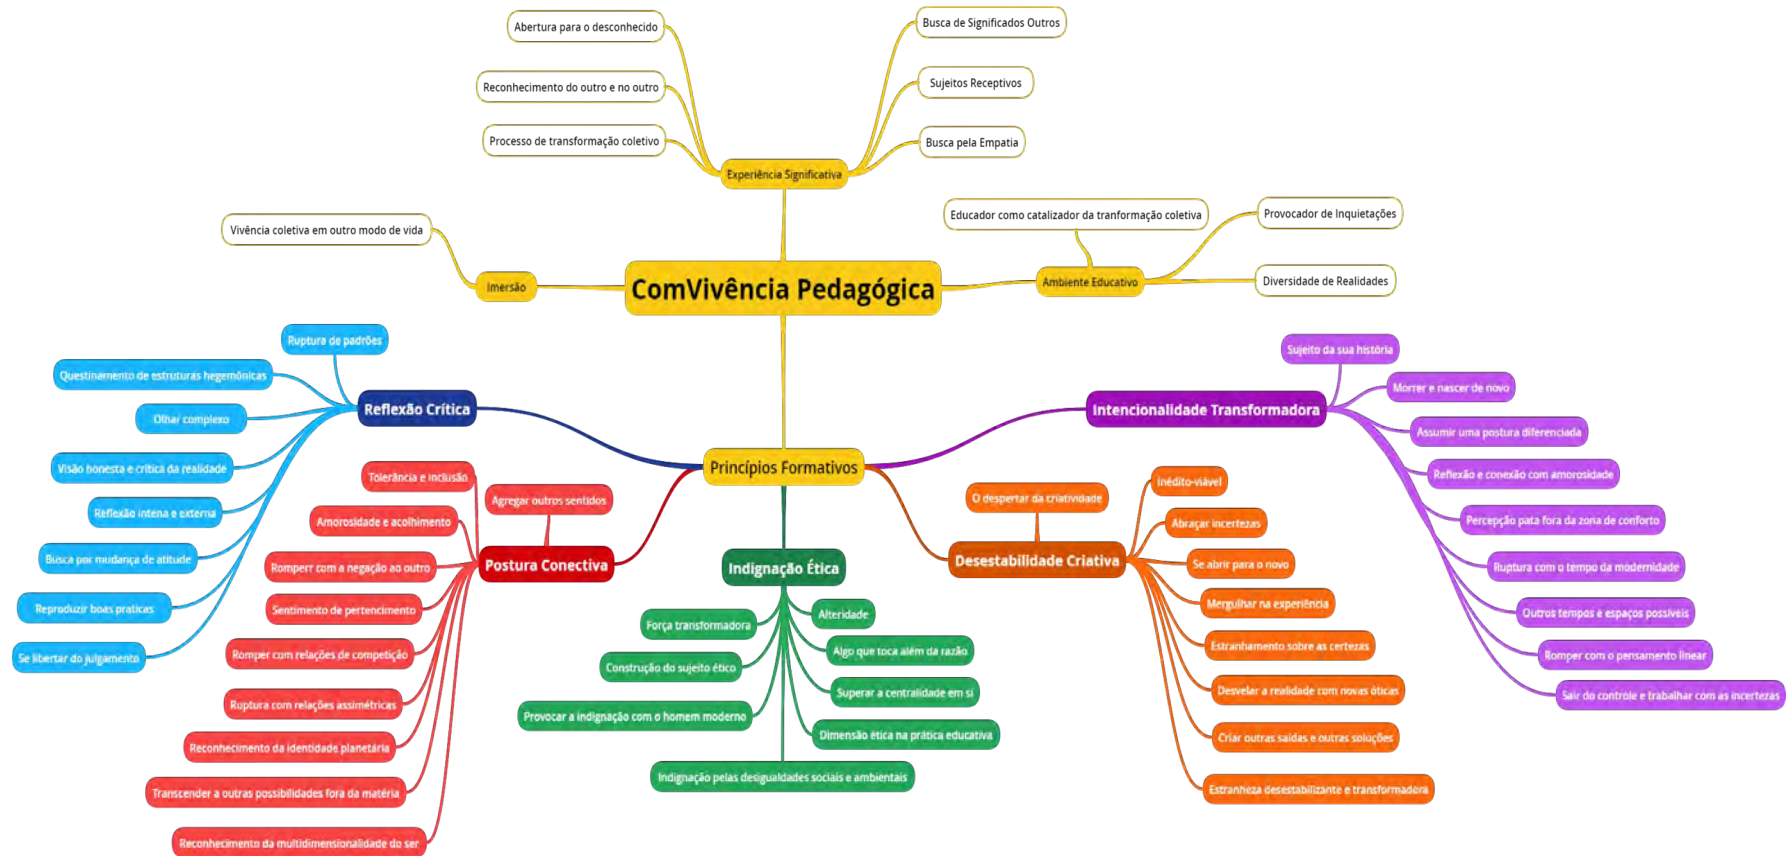 Abertura para o desconhecido
Reconhecimento do outro e no outro
Processo de transformação coletivo
Busca de Significados Outros
Sujeitos Receptivos
Busca pela Empatia
Experiência Significativa
Vivência coletiva em outro modo de vida
Imersão
ComVivência Pedagógica
Educador como catalizador da tranformação coletiva
Ambiente Educativo
Provocador de Inquietações
Diversidade de Realidades
Princípios Formativos
Reflexão Crítica
Ruptura de padrões
Questinamento de estruturas hegemônicas
Olhar complexo
Visão honesta e crítica da realidade
Reflexão intena e externa
Busca por mudança de atitude
Reproduzir boas praticas
Se libertar do julgamento
Postura Conectiva
Agregar outros sentidos
Tolerância e inclusão
Amorosidade e acolhimento
Romperr com a negação ao outro
Sentimento de pertencimento
Romper com relações de competição
Ruptura com relações assimétricas
Reconhecimento da identidade planetária
Transcender a outras possibilidades fora da matéria
Reconhecimento da multidimensionalidade do ser
Indignação Ética
Força transformadora
Construção do sujeito ético
Provocar a indignação com o homem moderno
Indignação pelas desigualdades sociais e ambientais
Alteridade
Algo que toca além da razão
Superar a centralidade em si
Dimensão ética na prática educativa
Desestabilidade Criativa
O despertar da criatividade
Inédito-viável
Abraçar incertezas
Se abrir para o novo
Mergulhar na experiência
Estranhamento sobre as certezas
Desvelar a realidade com novas óticas
Criar outras saídas e outras soluções
Estranheza desestabilizante e transformadora
Intencionalidade Transformadora
Sujeito da sua história
Morrer e nascer de novo
Assumir uma postura diferenciada
Reflexão e conexão com amorosidade
Percepção pata fora da zona de conforto
Ruptura com o tempo da modernidade
Outros tempos e espaços possíveis
Romper com o pensamento linear
Sair do controle e trabalhar com as incertezas